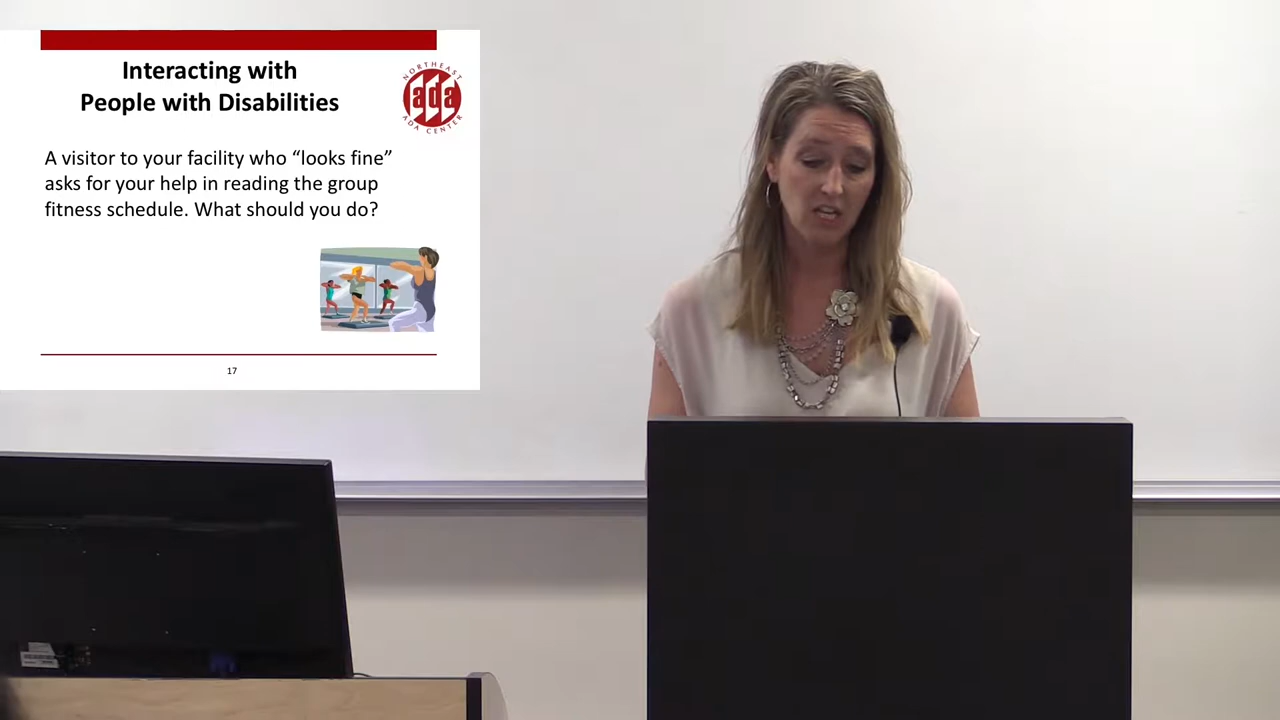 Interacting with
People with Disabilities
NORTHEAST
ada
ADA CENTER
A visitor to your facility who “looks fine”
asks for your help in reading the group
fitness schedule. What should you do?
17